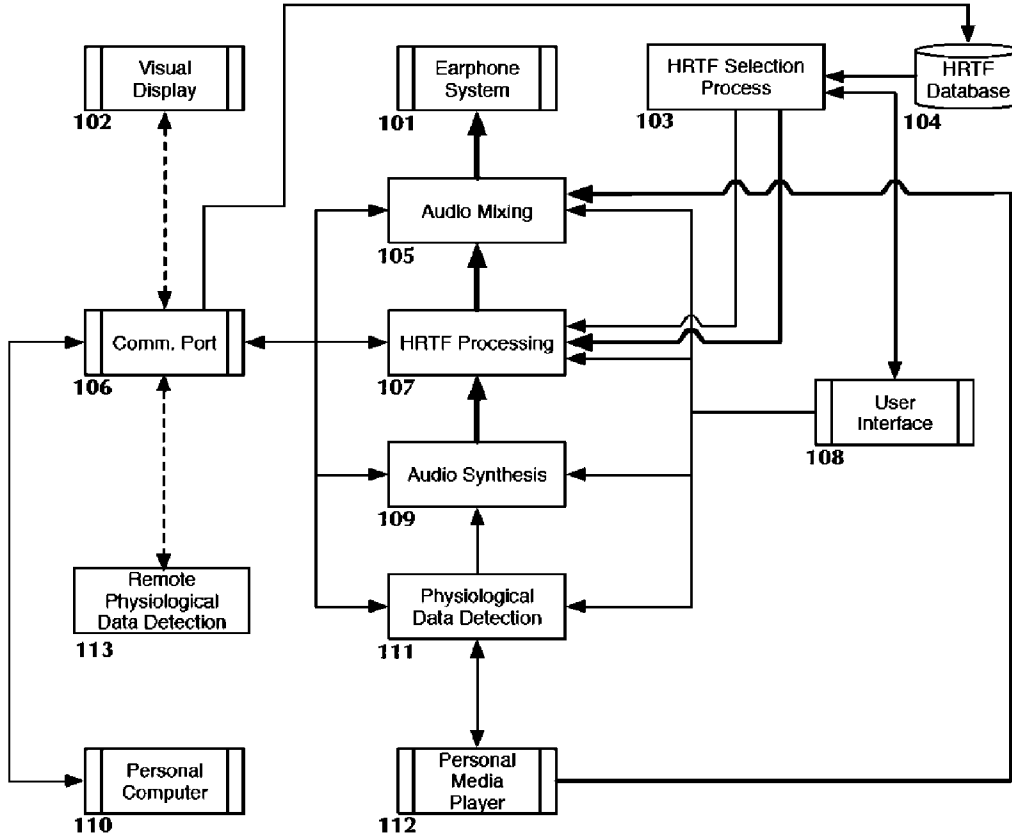 Visual
Display
102
Earphone
System
101
HRTF Selection
Process
103
HRTF
Database
104
Audio Mixing
105
Comm. Port
106
HRTF Processing
107
User
Interface
108
Audio Synthesis
109
Remote
Physiological
Data Detection
113
Physiological
Data Detection
111
Personal
Computer
110
Personal
Media
Player
112